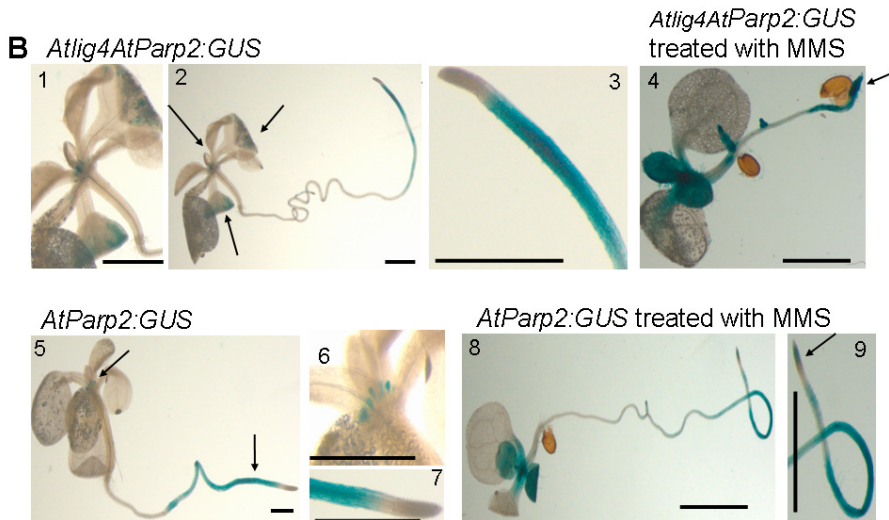 B Atlig4AtParp2:GUS
AtIig4AtParp2:GUS
treated with MMS
1 2 3 4
AtParp2:GUS
AtParp2:GUS treated with MMS
5 6 7 8 9